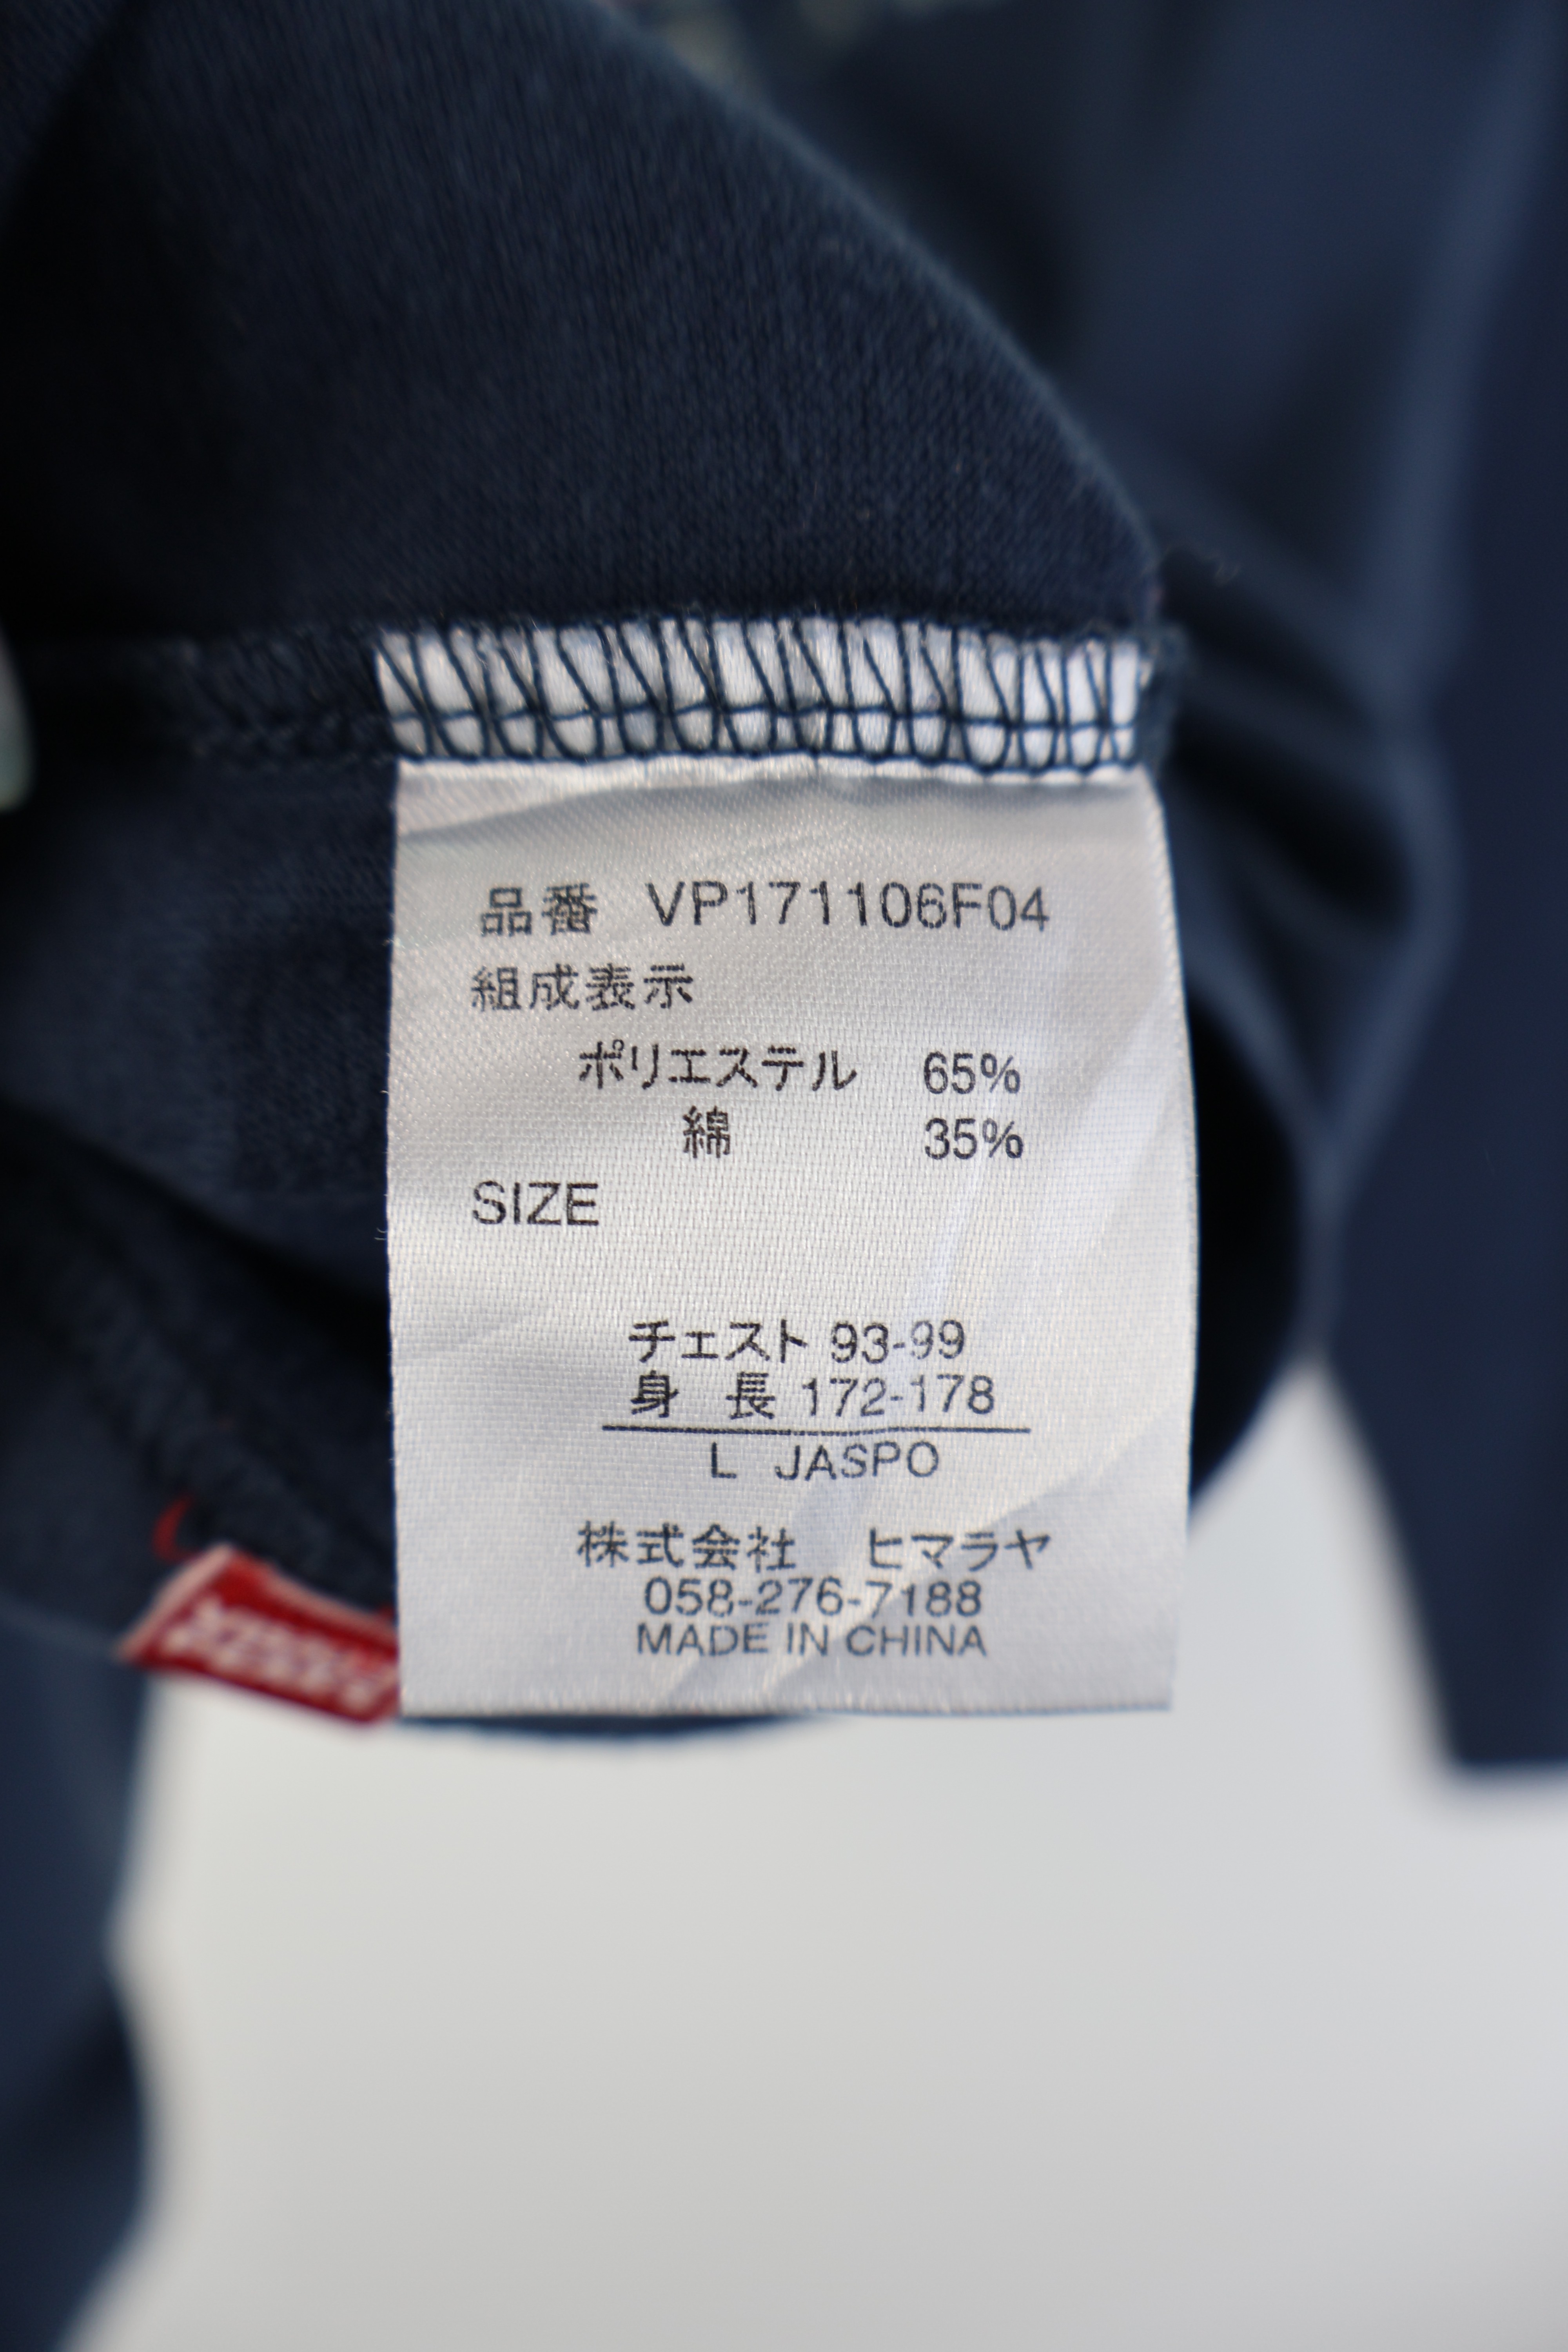 品番 VP171106F04
組成表示
ポリエステル 65%
綿 35%
SIZE
チェスト 93-99
身 長 172-178
L JASPO
株式会社 ヒマラヤ
058-276-7188
MADE IN CHINA